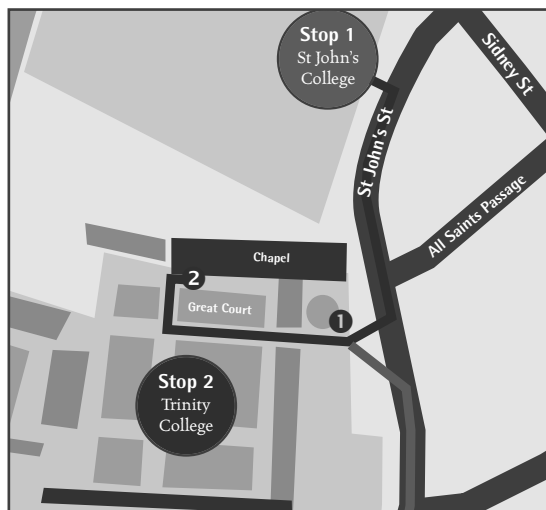 Stop 1
St John's
College
Sidney St
St John's St
All Saints Passage
Chapel
2
Great Court
1
Stop 2
Trinity
College